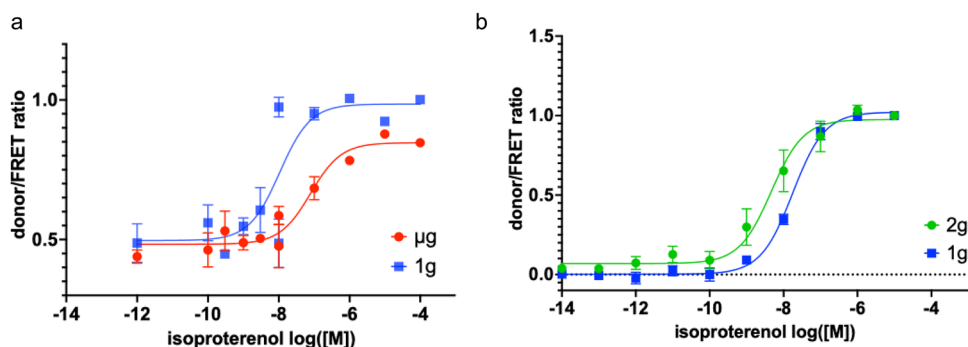 a
donor/FRET ratio
1.0
0.5
-14
-12
-10
-8
-6
-4
isoproterenol log([M])
µg
1g
b
donor/FRET ratio
1.5
1.0
0.5
0.0
-14
-12
-10
-8
-6
-4
isoproterenol log([M])
2g
1g